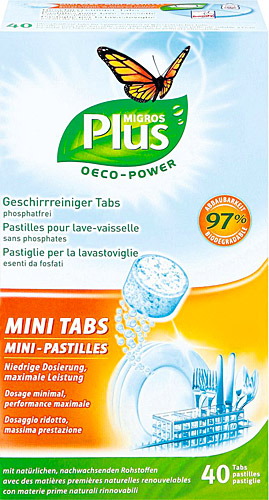 40
MIGROS
Plus
OECO-POWER
Geschirrreiniger Tabs
phosphatfrei
Pastilles pour lave-vaisselle
sans phosphates
Pastiglie per la lavastoviglie
esenti da fosfati
ABBAUBARKEIT
97%
BIODEGRADABLE
MINI TABS
MINI-PASTILLES
Niedrige Dosierung,
maximale Leistung
Dosage minimal,
performance maximale
Dosaggio ridotto,
massima prestazione
40 Tabs
pastilles
pastiglie
mit natürlichen, nachwachsenden Rohstoffen
avec des matières premières naturelles renouvelables
con materie prime naturali rinnovabili